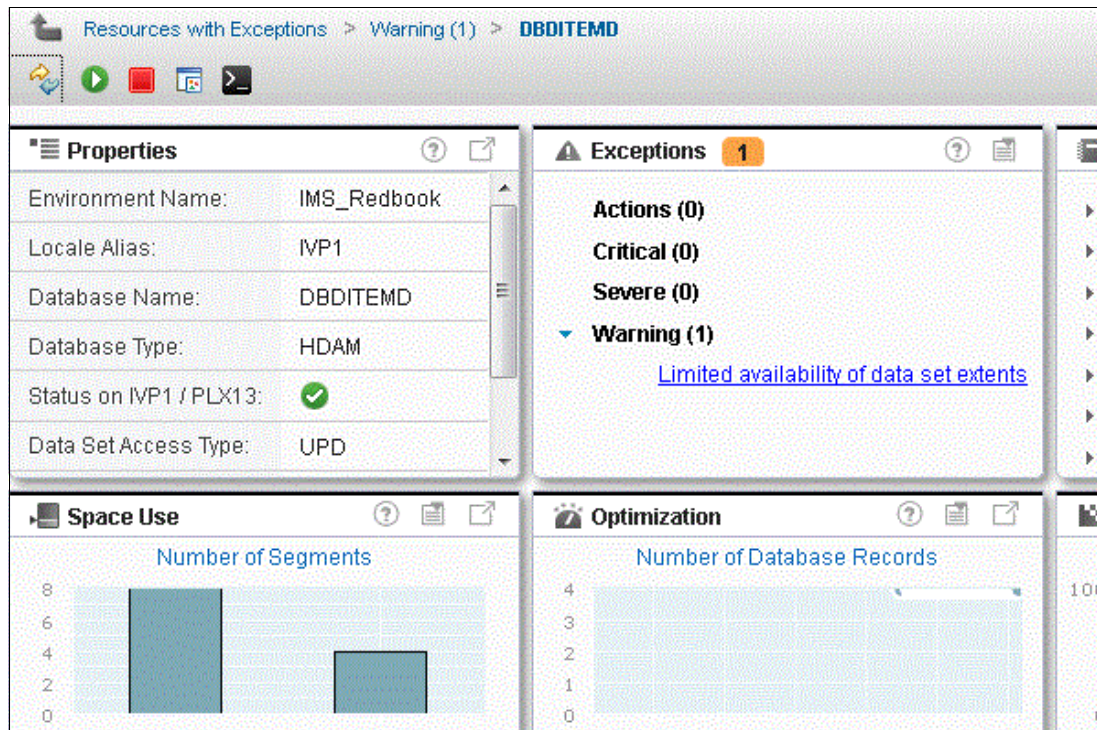 Resources with Exceptions > Warning (1) > DBDITEMD
Properties
Environment Name: IMS_Redbook
Locale Alias: IVP1
Database Name: DBDITEMD
Database Type: HDAM
Status on IVP1 / PLX13:
Data Set Access Type: UPD
Exceptions 1
Actions (0)
Critical (0)
Severe (0)
Warning (1)
Limited availability of data set extents
Space Use
Number of Segments
8
6
4
2
0
Optimization
Number of Database Records
4
3
2
1
0